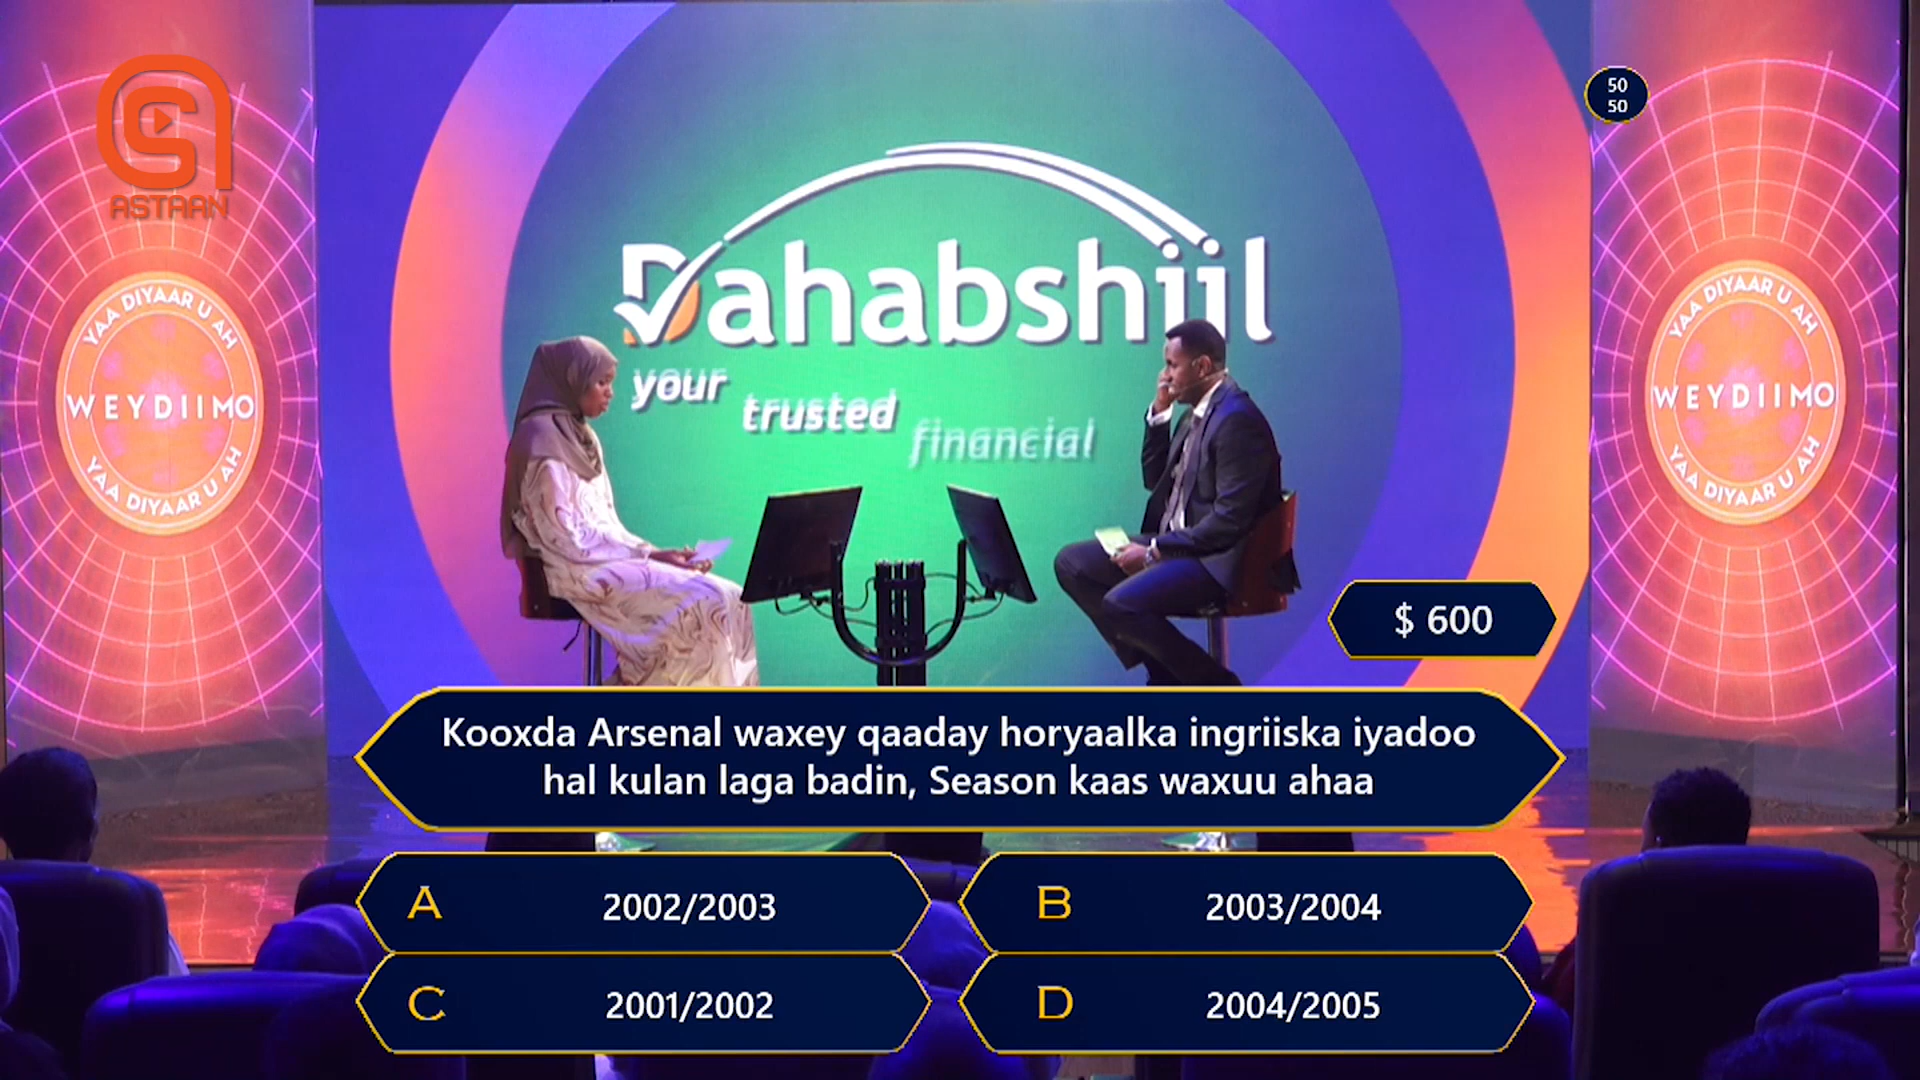 ASTAAN
50
50
Dahabshiil
your
trusted
financial
YAA DIYAAR U AH
WEYDIIMO
YAA DIYAAR U AH
YAA DIYAAR U AH
WEYDIIMO
YAA DIYAAR U AH
$ 600
Kooxda Arsenal waxey qaaday horyaalka ingriiska iyadoo
hal kulan laga badin, Season kaas waxuu ahaa
A 2002/2003
B 2003/2004
C 2001/2002
D 2004/2005